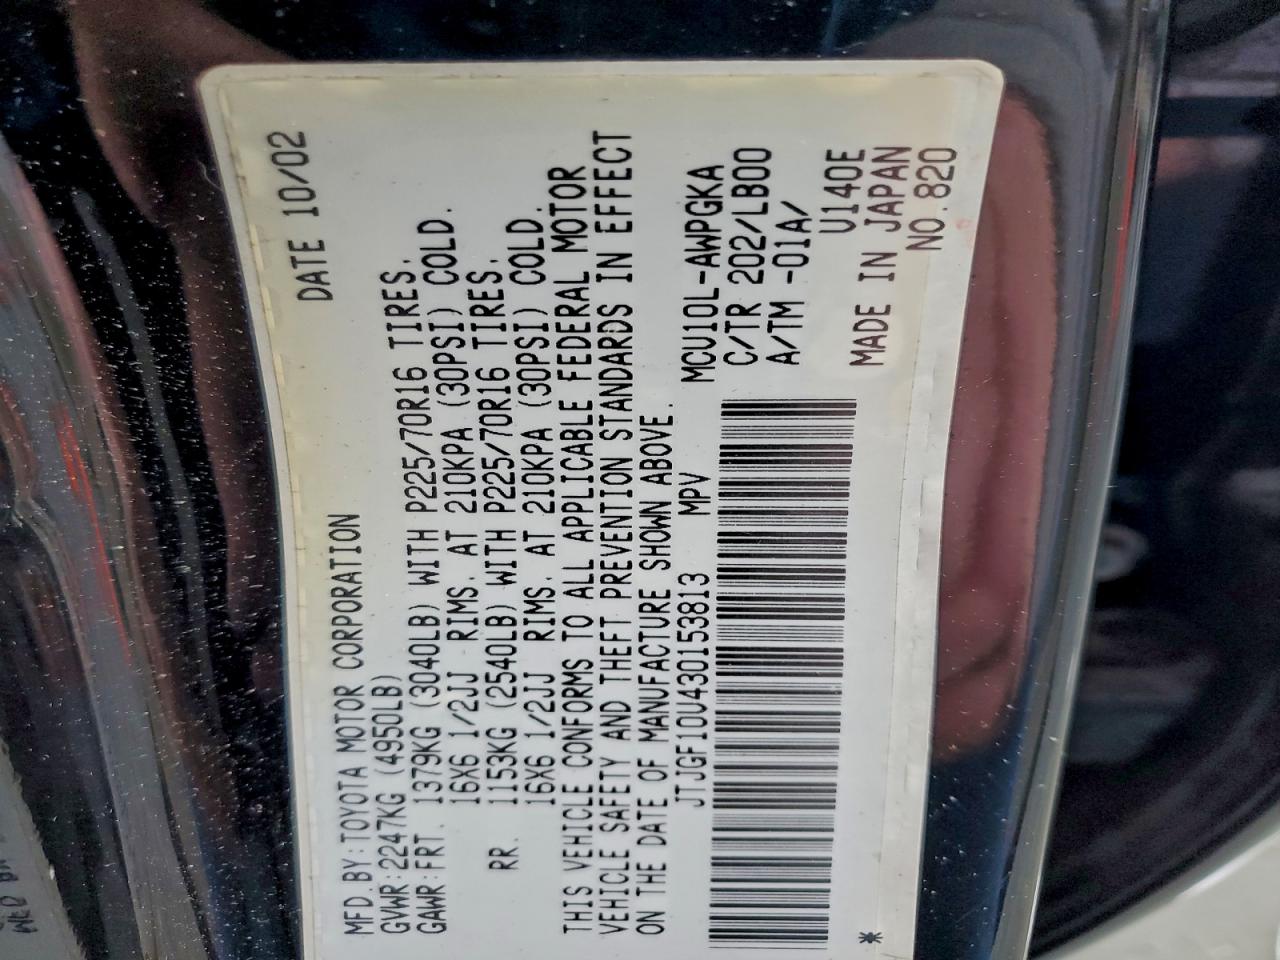 DATE 10/02
MFD.BY:TOYOTA MOTOR CORPORATION
GVWR:2247KG (4950LB)
GAWR:FRT. 1379KG (3040LB) WITH P225/70R16 TIRES.
16X6 1/2JJ RIMS. AT 210KPA (30PSI) COLD.
RR. 1153KG (2540LB) WITH P225/70R16 TIRES.
16X6 1/2JJ RIMS. AT 210KPA (30PSI) COLD.
THIS VEHICLE CONFORMS TO ALL APPLICABLE FEDERAL MOTOR
VEHICLE SAFETY AND THEFT PREVENTION STANDARDS IN EFFECT
ON THE DATE OF MANUFACTURE SHOWN ABOVE.
JTJGF10U430153813 MPV MCU10L-AWPGKA
C/TR 202/LB00
A/TM -01A/
U140E
* MADE IN JAPAN
NO.820